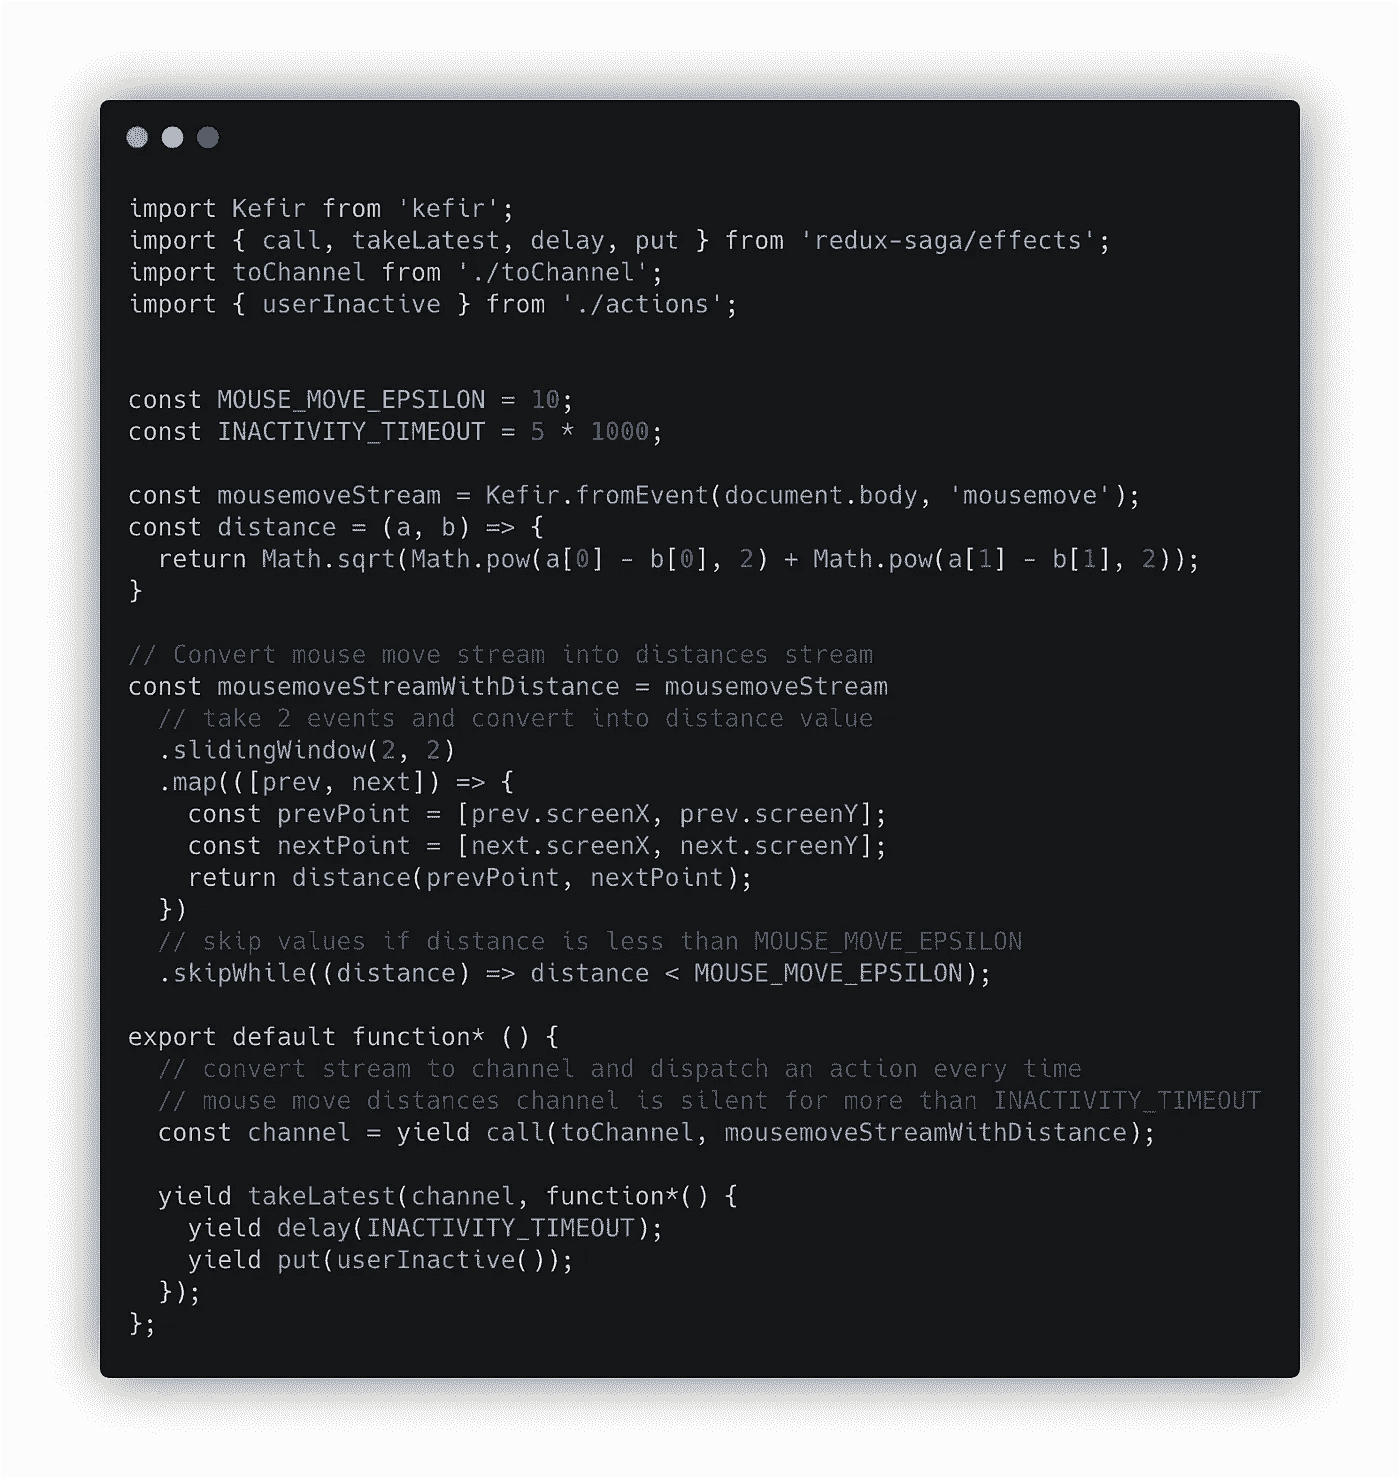 import Kefir from 'kefir';
import { call, takeLatest, delay, put } from 'redux-saga/effects';
import toChannel from './toChannel';
import { userInactive } from './actions';
const MOUSE_MOVE_EPSILON = 10;
const INACTIVITY_TIMEOUT = 5 * 1000;
const mousemoveStream = Kefir.fromEvent(document.body, 'mousemove');
const distance = (a, b) => {
  return Math.sqrt(Math.pow(a[0] - b[0], 2) + Math.pow(a[1] - b[1], 2));
}
// Convert mouse move stream into distances stream
const mousemoveStreamWithDistance = mousemoveStream
  // take 2 events and convert into distance value
  .slidingWindow(2, 2)
  .map(([prev, next]) => {
    const prevPoint = [prev.screenX, prev.screenY];
    const nextPoint = [next.screenX, next.screenY];
    return distance(prevPoint, nextPoint);
  })
  // skip values if distance is less than MOUSE_MOVE_EPSILON
  .skipWhile((distance) => distance < MOUSE_MOVE_EPSILON);
export default function* () {
  // convert stream to channel and dispatch an action every time
  // mouse move distances channel is silent for more than INACTIVITY_TIMEOUT
  const channel = yield call(toChannel, mousemoveStreamWithDistance);
  yield takeLatest(channel, function*() {
    yield delay(INACTIVITY_TIMEOUT);
    yield put(userInactive());
  });
};